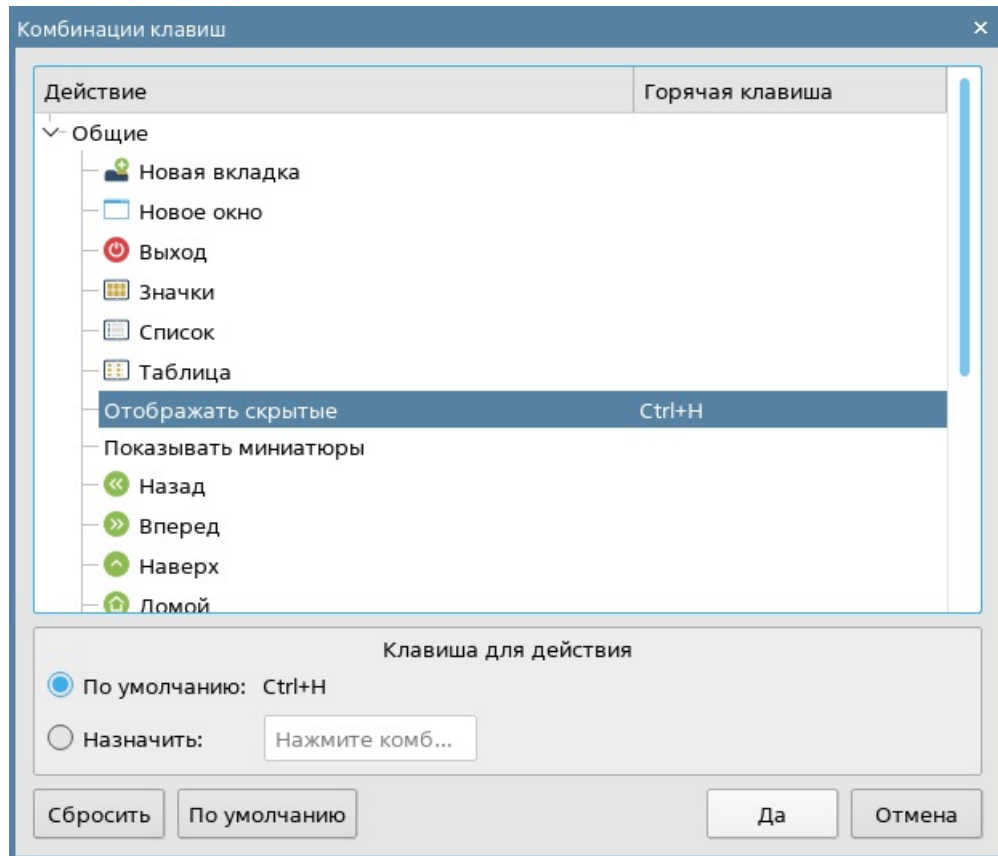 Комбинации клавиш
Действие Горячая клавиша
Общие
Новая вкладка
Новое окно
Выход
Значки
Список
Таблица
Отображать скрытые Ctrl+H
Показывать миниатюры
Назад
Вперед
Наверх
Домой
Клавиша для действия
По умолчанию: Ctrl+H
Назначить: Нажмите комб...
Сбросить По умолчанию Да Отмена